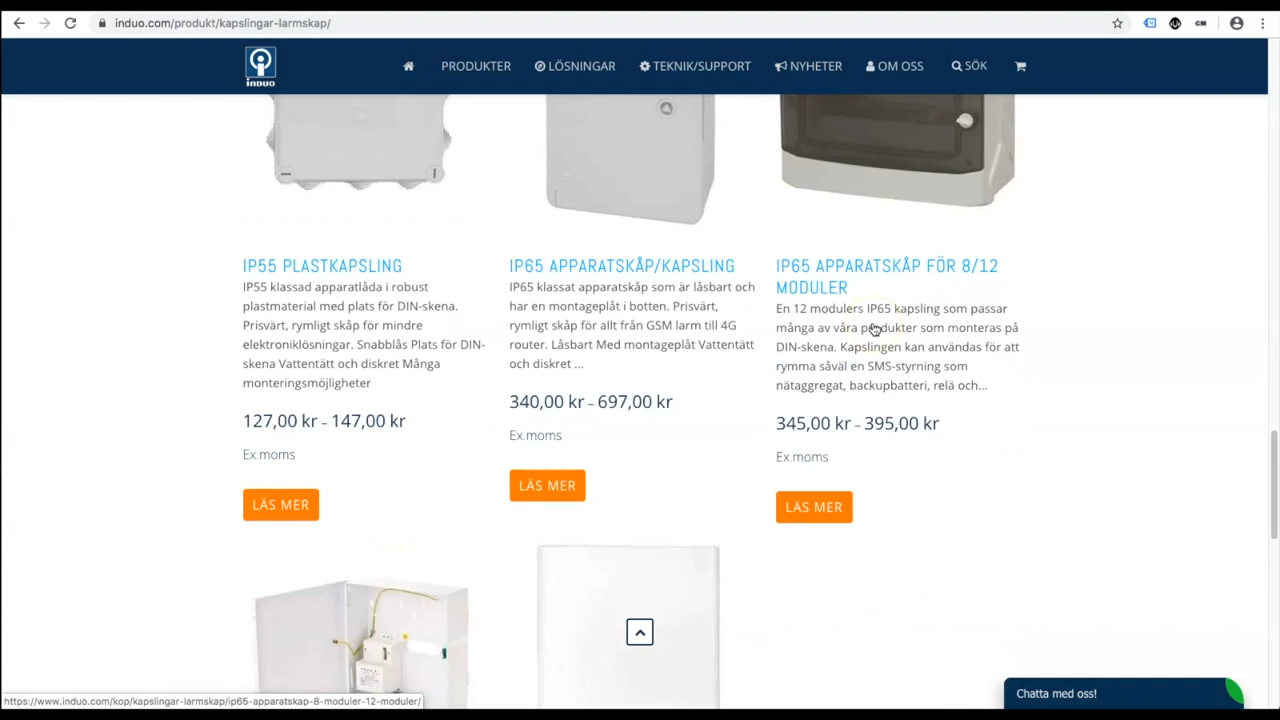 induo.com/produkt/kapslingar-larmskap/
INDUO
PRODUKTER
LÖSNINGAR
TEKNIK/SUPPORT
NYHETER
OM OSS
SÖK
IP55 PLASTKAPSLING
IP55 klassad apparatlåda i robust
plastmaterial med plats för DIN-skena.
Prisvärt, rymligt skåp för mindre
elektroniklösningar. Snabblås Plats för DIN-
skena Vattentätt och diskret Många
monteringsmöjligheter
127,00 kr – 147,00 kr
Ex.moms
LÄS MER
IP65 APPARATSKÅP/KAPSLING
IP65 klassat apparatskåp som är låsbart och
har en montageplåt i botten. Prisvärt,
rymligt skåp för allt från GSM larm till 4G
router. Låsbart Med montageplåt Vattentätt
och diskret ...
340,00 kr – 697,00 kr
Ex.moms
LÄS MER
IP65 APPARATSKÅP FÖR 8/12
MODULER
En 12 modulers IP65 kapsling som passar
många av våra produkter som monteras på
DIN-skena. Kapslingen kan användas för att
rymma såväl en SMS-styrning som
nätaggregat, backupbatteri, relä och...
345,00 kr – 395,00 kr
Ex.moms
LÄS MER
https://www.induo.com/kop/kapslingar-larmskap/ip65-apparatskap-8-moduler-12-moduler/
Chatta med oss!